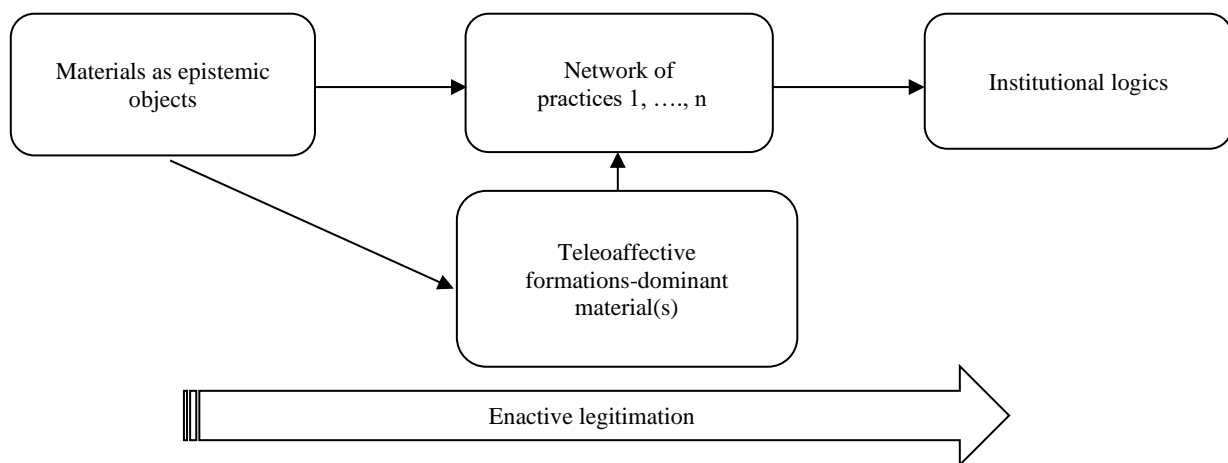 Materials as epistemic
objects
Network of
practices 1, …., n
Institutional logics
Teleoaffective
formations-dominant
material(s)
Enactive legitimation